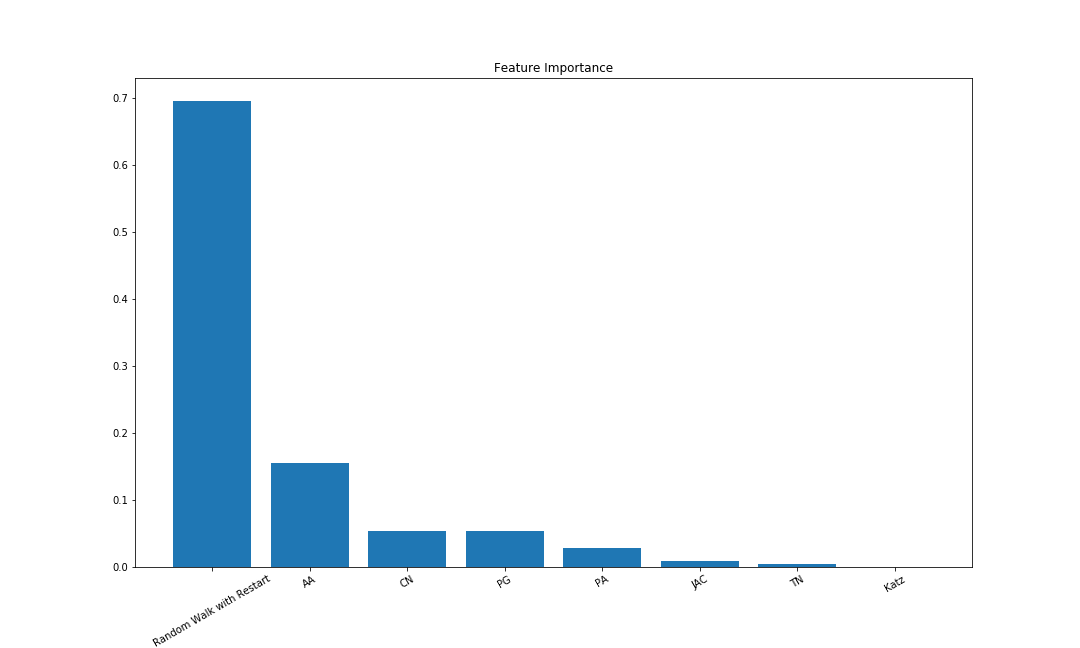 Feature Importance
0.7
0.6
0.5
0.4
0.3
0.2
0.1
0.0
Random Walk with Restart
AA
CN
PG
PA
JAC
TN
Katz